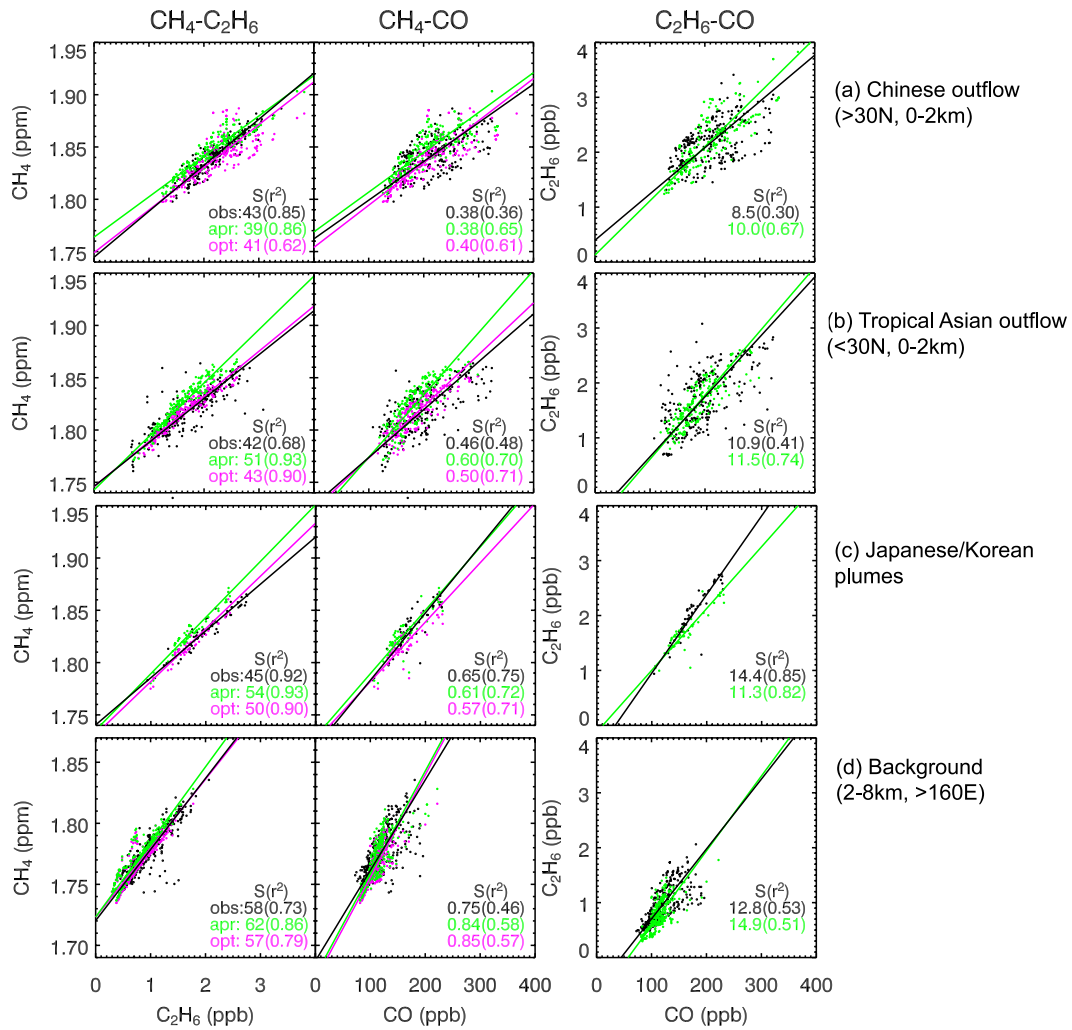 CH4-C2H6
CH4-CO
C2H6-CO
1.95
1.90
1.85
1.80
1.75
CH4 (ppm)
S(r2)
obs:43(0.85)
apr: 39(0.86)
opt: 41(0.62)
S(r2)
0.38(0.36)
0.38(0.65)
0.40(0.61)
4
3
2
1
0
C2H6 (ppb)
S(r2)
8.5(0.30)
10.0(0.67)
(a) Chinese outflow
(>30N, 0-2km)
1.95
1.90
1.85
1.80
1.75
CH4 (ppm)
S(r2)
obs:42(0.68)
apr: 51(0.93)
opt: 43(0.90)
S(r2)
0.46(0.48)
0.60(0.70)
0.50(0.71)
4
3
2
1
0
C2H6 (ppb)
S(r2)
10.9(0.41)
11.5(0.74)
(b) Tropical Asian outflow
(<30N, 0-2km)
1.95
1.90
1.85
1.80
1.75
CH4 (ppm)
S(r2)
obs:45(0.92)
apr: 54(0.93)
opt: 50(0.90)
S(r2)
0.65(0.75)
0.61(0.72)
0.57(0.71)
4
3
2
1
0
C2H6 (ppb)
S(r2)
14.4(0.85)
11.3(0.82)
(c) Japanese/Korean
plumes
1.85
1.80
1.75
1.70
CH4 (ppm)
S(r2)
obs:58(0.73)
apr: 62(0.86)
opt: 57(0.79)
S(r2)
0.75(0.46)
0.84(0.58)
0.85(0.57)
4
3
2
1
0
C2H6 (ppb)
S(r2)
12.8(0.53)
14.9(0.51)
(d) Background
(2-8km, >160E)
0 1 2 3
0 100 200 300 400
0 100 200 300 400
C2H6 (ppb)
CO (ppb)
CO (ppb)